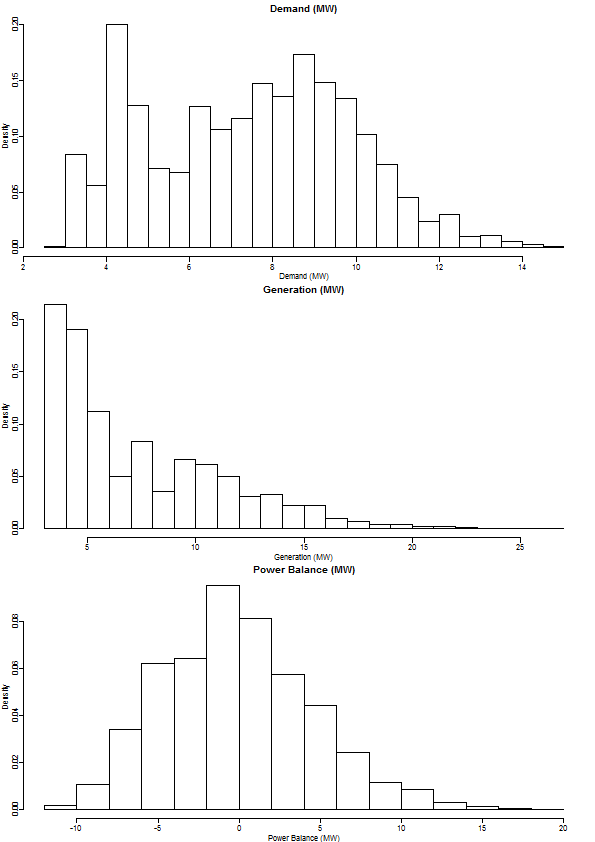 Demand (MW)
0.20
0.15
0.10
0.05
0.00
Density
2 4 6 8 10 12 14
Demand (MW)
Generation (MW)
0.20
0.15
0.10
0.05
0.00
Density
5 10 15 20 25
Generation (MW)
Power Balance (MW)
0.08
0.06
0.04
0.02
0.00
Density
-10 -5 0 5 10 15 20
Power Balance (MW)